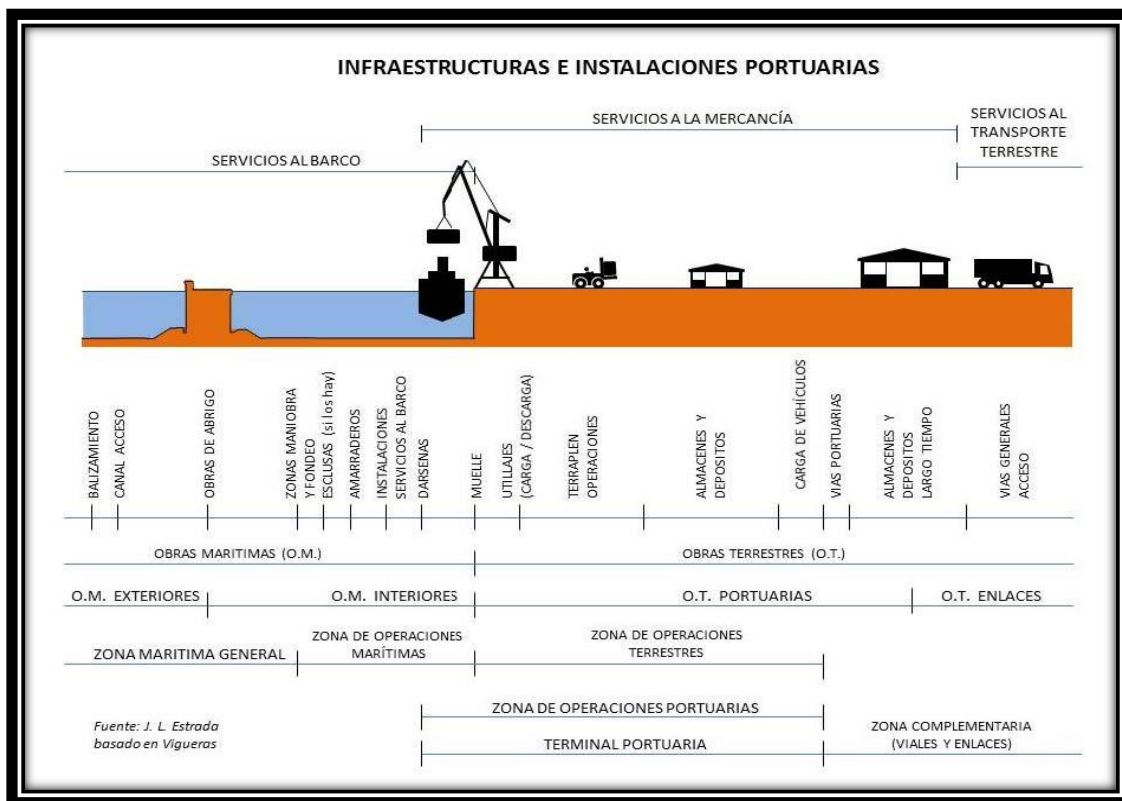 INFRAESTRUCTURAS E INSTALACIONES PORTUARIAS
SERVICIOS A LA MERCANCÍA
SERVICIOS AL
TRANSPORTE
TERRESTRE
SERVICIOS AL BARCO
BALIZAMIENTO
CANAL ACCESO
OBRAS DE ABRIGO
ZONAS MANIOBRA
Y FONDEO
ESCLUSAS (si los hay)
AMARRADEROS
INSTALACIONES
SERVICIOS AL BARCO
DARSENAS
MUELLE
UTILLAJES
(CARGA / DESCARGA)
TERRAPLEN
OPERACIONES
ALMACENES Y
DEPOSITOS
CARGA DE VEHÍCULOS
VIAS PORTUARIAS
ALMACENES Y
DEPOSITOS
LARGO TIEMPO
VIAS GENERALES
ACCESO
OBRAS MARITIMAS (O.M.)
OBRAS TERRESTRES (O.T.)
O.M. EXTERIORES
O.M. INTERIORES
O.T. PORTUARIAS
O.T. ENLACES
ZONA MARITIMA GENERAL
ZONA DE OPERACIONES
MARÍTIMAS
ZONA DE OPERACIONES
TERRESTRES
Fuente: J. L. Estrada
basado en Vigueras
ZONA DE OPERACIONES PORTUARIAS
TERMINAL PORTUARIA
ZONA COMPLEMENTARIA
(VIALES Y ENLACES)